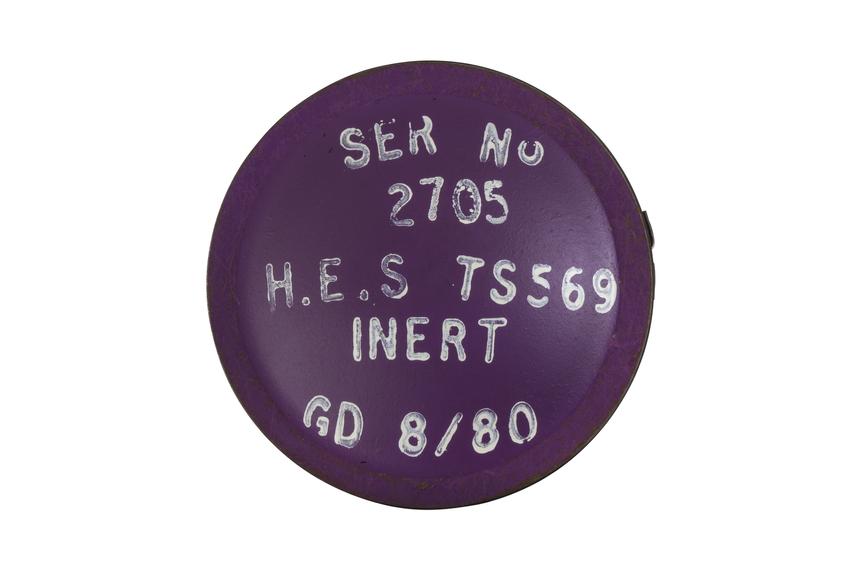 SER No
2705
H.E.S TS569
INERT
GD 8/80